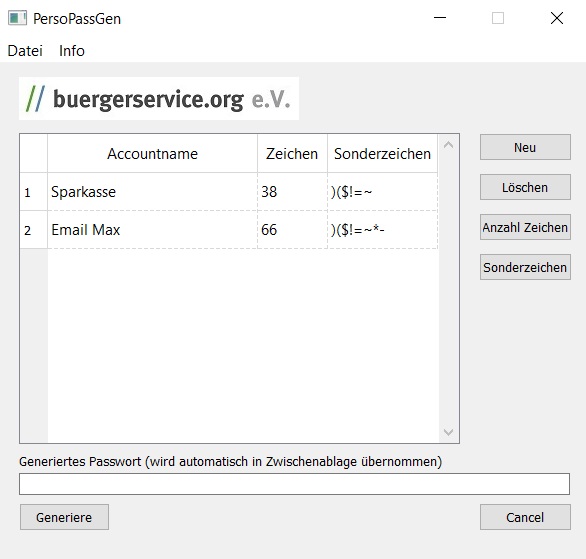 PersoPassGen
Datei Info
// buergerservice.org e.V.
Accountname Zeichen Sonderzeichen
1 Sparkasse 38 )($!=~
2 Email Max 66 )($!=~*-
Neu
Löschen
Anzahl Zeichen
Sonderzeichen
Generiertes Passwort (wird automatisch in Zwischenablage übernommen)
Generiere Cancel